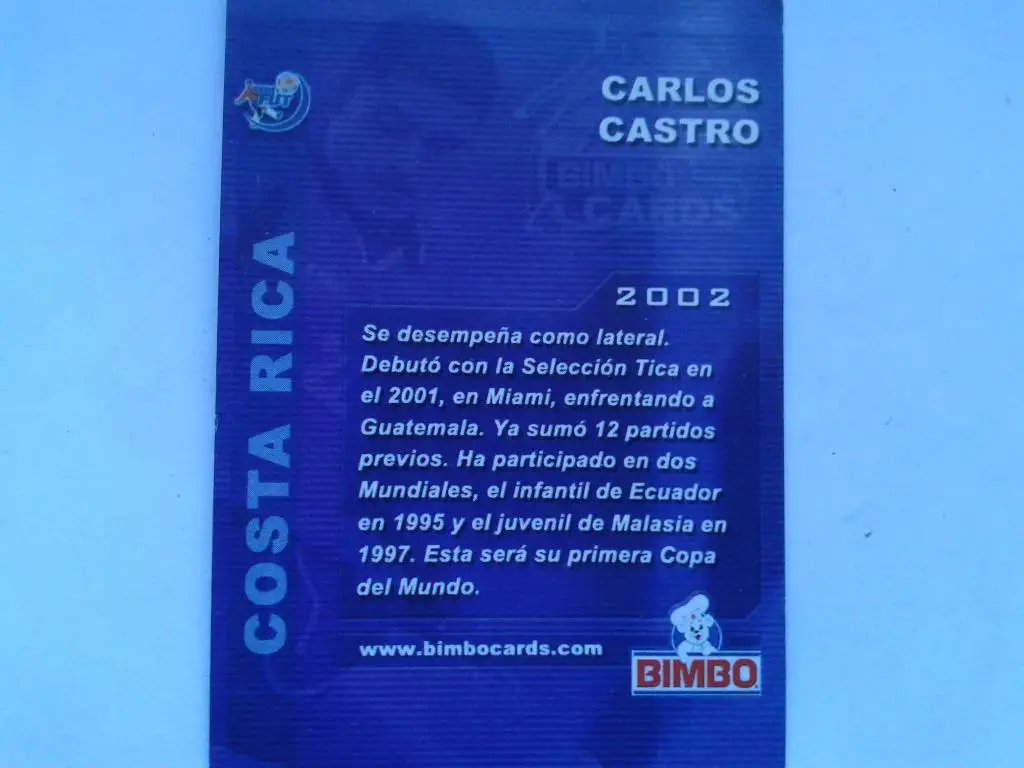 FUT
CARLOS
CASTRO
BIMBO
CARDS
COSTA RICA
2002
Se desempeña como lateral.
Debutó con la Selección Tica en
el 2001, en Miami, enfrentando a
Guatemala. Ya sumó 12 partidos
previos. Ha participado en dos
Mundiales, el infantil de Ecuador
en 1995 y el juvenil de Malasia en
1997. Esta será su primera Copa
del Mundo.
www.bimbocards.com
BIMBO